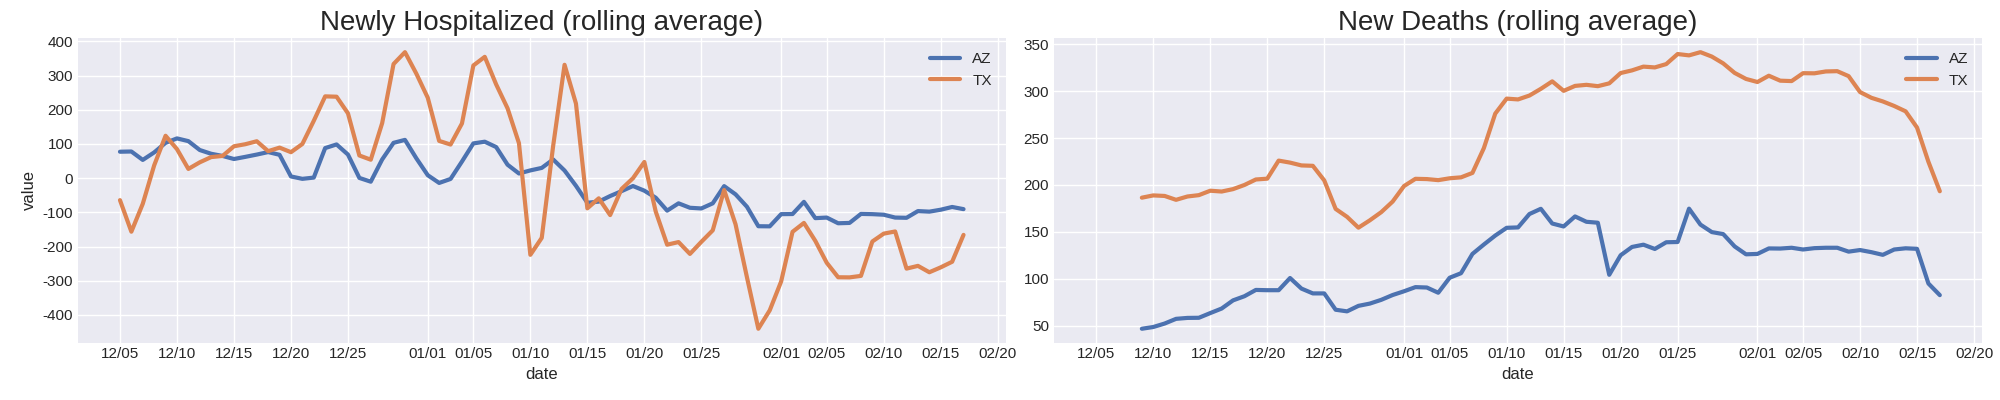 Newly Hospitalized (rolling average)
400
300
200
100
0
-100
-200
-300
-400
value
AZ
TX
12/05 12/10 12/15 12/20 12/25 01/01 01/05 01/10 01/15 01/20 01/25 02/01 02/05 02/10 02/15 02/20
date
New Deaths (rolling average)
350
300
250
200
150
100
50
AZ
TX
12/05 12/10 12/15 12/20 12/25 01/01 01/05 01/10 01/15 01/20 01/25 02/01 02/05 02/10 02/15 02/20
date